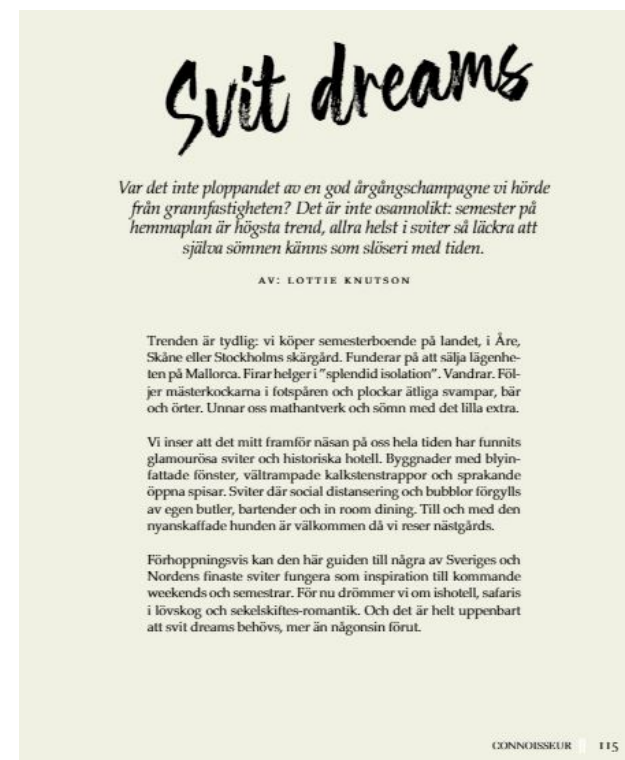 Svit dreams
Var det inte ploppandet av en god årgångschampagne vi hörde
från grannfastigheten? Det är inte osannolikt: semester på
hemmaplan är högsta trend, allra helst i sviter så läckra att
själva sömnen känns som slöseri med tiden.
AV: LOTTIE KNUTSON
Trenden är tydlig: vi köper semesterboende på landet, i Åre,
Skåne eller Stockholms skärgård. Funderar på att sälja lägenhe-
ten på Mallorca. Firar helger i ”splendid isolation”. Vandrar. Föl-
jer mästerkockarna i fotspåren och plockar ätliga svampar, bär
och örter. Unnar oss mathantverk och sömn med det lilla extra.
Vi inser att det mitt framför näsan på oss hela tiden har funnits
glamourösa sviter och historiska hotell. Byggnader med blyin-
fattade fönster, vältrampade kalkstenstrappor och sprakande
öppna spisar. Sviter där social distansering och bubblor förgylls
av egen butler, bartender och in room dining. Till och med den
nyanskaffade hunden är välkommen då vi reser nästgårds.
Förhoppningsvis kan den här guiden till några av Sveriges och
Nordens finaste sviter fungera som inspiration till kommande
weekends och semestrar. För nu drömmer vi om ishotell, safaris
i lövskog och sekelskiftes-romantik. Och det är helt uppenbart
att svit dreams behövs, mer än någonsin förut.
CONNOISSEUR 115